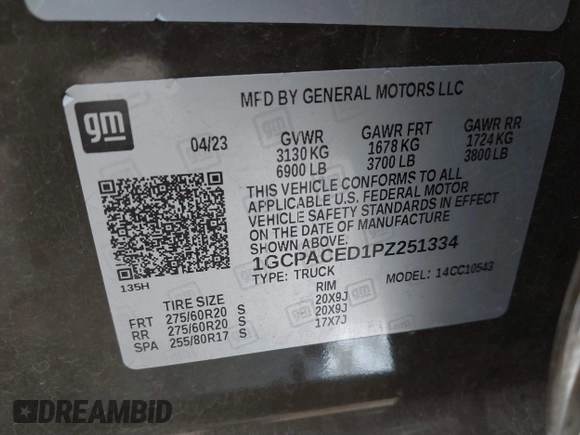 gm
MFD BY GENERAL MOTORS LLC
04/23
GVWR GAWR FRT GAWR RR
3130 KG 1678 KG 1724 KG
6900 LB 3700 LB 3800 LB
THIS VEHICLE CONFORMS TO ALL
APPLICABLE U.S. FEDERAL MOTOR
VEHICLE SAFETY STANDARDS IN EFFECT
ON THE DATE OF MANUFACTURE
SHOWN ABOVE.
1GCPACED1PZ251334
TYPE: TRUCK MODEL: 14CC10543
135H
TIRE SIZE RIM
FRT 275/60R20 S 20X9J
RR 275/60R20 S 20X9J
SPA 255/80R17 S 17X7J
DREAMBID